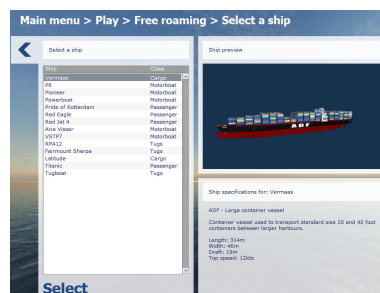 Main menu > Play > Free roaming > Select a ship
Select a ship
Ship Class
Vermaas Cargo
P6 Motorboat
Pioneer Motorboat
Powerboat Motorboat
Pride of Rotterdam Passenger
Red Eagle Passenger
Red Jet 4 Passenger
Arie Visser Motorboat
VSTP7 Motorboat
RPA12 Tugs
Fairmount Sherpa Tugs
Latitude Cargo
Titanic Passenger
Tugboat Tugs
Select
Ship preview
ADF
Ship specifications for: Vermaas
ADF - Large container vessel
Container vessel used to transport standard size 20 and 40 foot
containers between larger harbours.
Length: 314m
Width: 46m
Draft: 15m
Top speed: 12kts